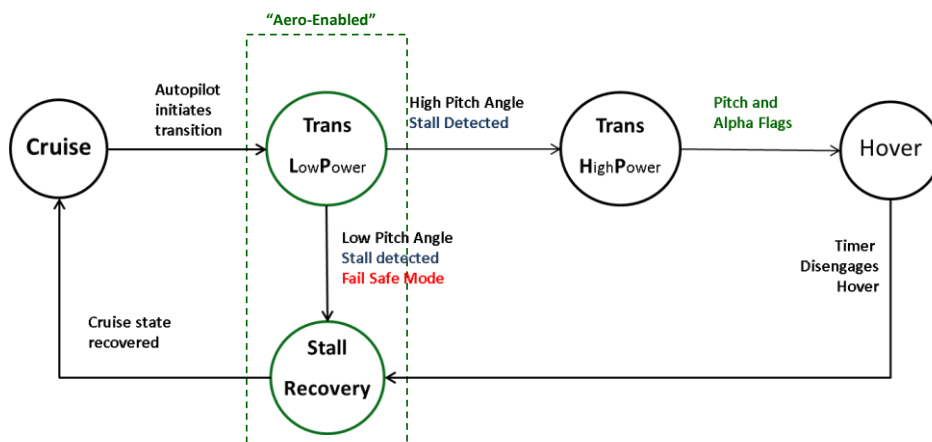 “Aero-Enabled”
Autopilot
initiates
transition
High Pitch Angle
Stall Detected
Pitch and
Alpha Flags
Cruise
Trans
LowPower
Trans
HighPower
Hover
Low Pitch Angle
Stall detected
Fail Safe Mode
Timer
Disengages
Hover
Cruise state
recovered
Stall
Recovery